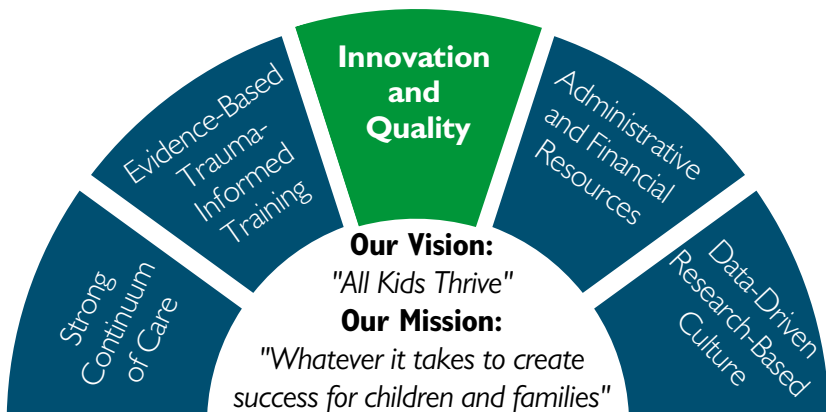 Strong
Continuum
of Care
Evidence-Based
Trauma-
Informed
Training
Innovation
and
Quality
Administrative
and Financial
Resources
Data-Driven
Research-Based
Culture
Our Vision:
"All Kids Thrive"
Our Mission:
"Whatever it takes to create
success for children and families"